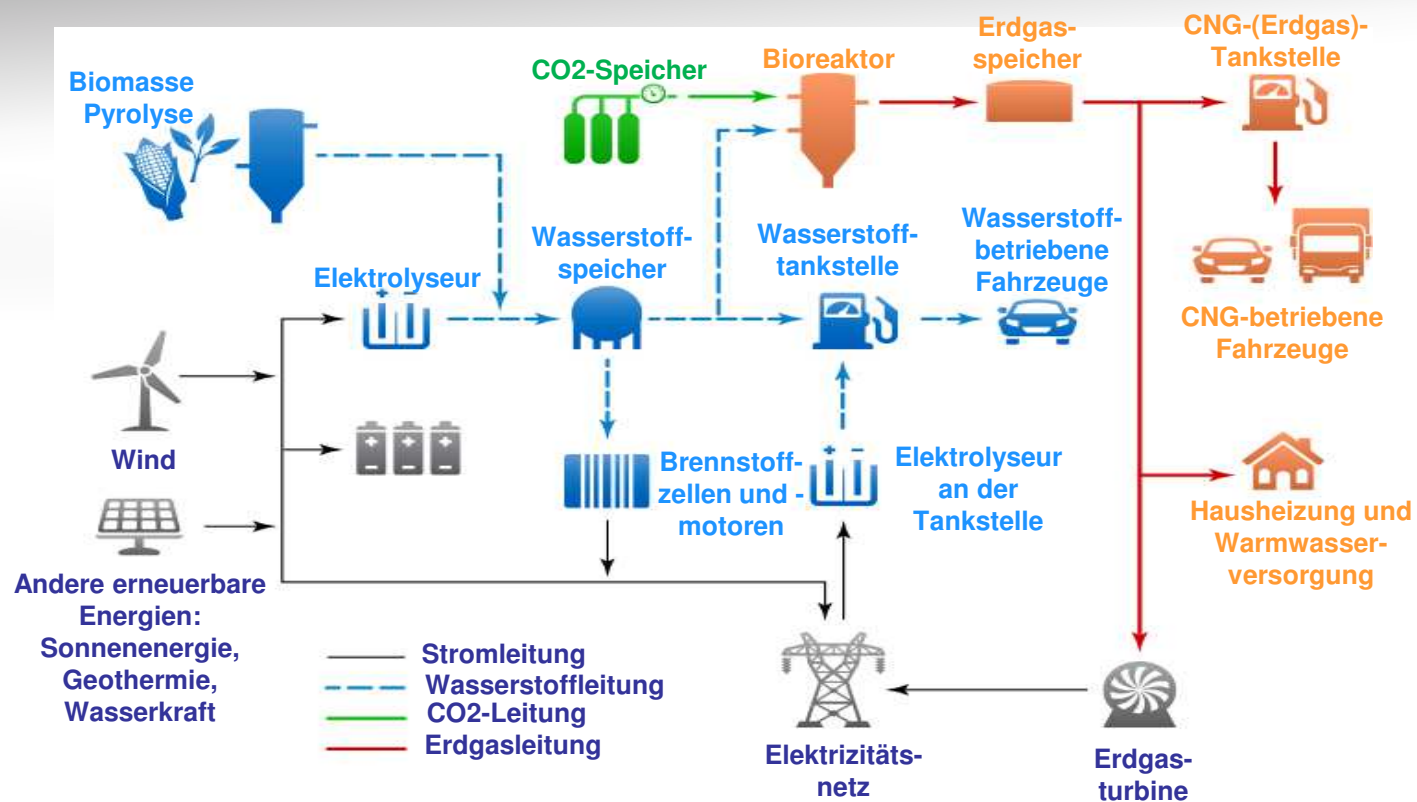 Biomasse
Pyrolyse
CO2-Speicher
Bioreaktor
Erdgas-
speicher
CNG-(Erdgas)-
Tankstelle
Elektrolyseur
Wasserstoff-
speicher
Wasserstoff-
tankstelle
Wasserstoff-
betriebene
Fahrzeuge
CNG-betriebene
Fahrzeuge
Wind
Brennstoff-
zellen und -
motoren
Elektrolyseur
an der
Tankstelle
Hausheizung und
Warmwasser-
versorgung
Andere erneuerbare
Energien:
Sonnenenergie,
Geothermie,
Wasserkraft
Stromleitung
Wasserstoffleitung
CO2-Leitung
Erdgasleitung
Elektrizitäts-
netz
Erdgas-
turbine